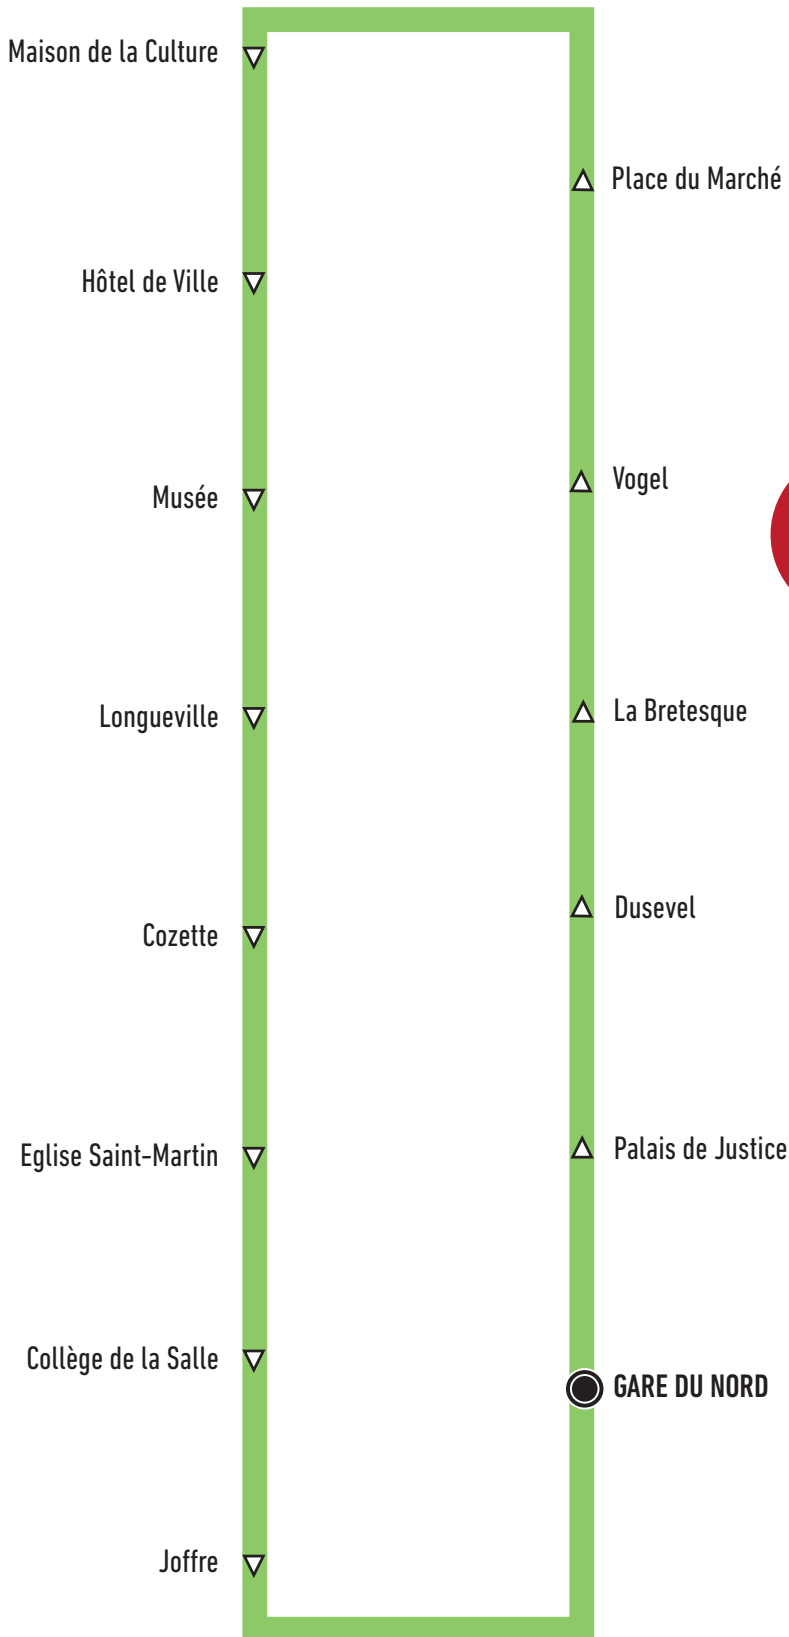 Maison de la Culture
Place du Marché
Hôtel de Ville
Vogel
Musée
La Bretesque
Longueville
Dusevel
Cozette
Palais de Justice
Eglise Saint-Martin
Collège de la Salle
GARE DU NORD
Joffre